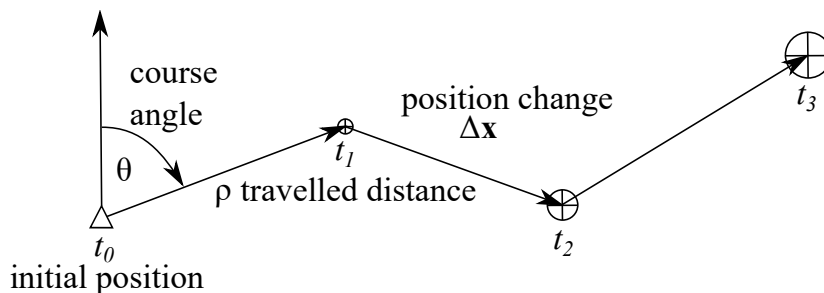 course
angle
θ
t₀
initial position
ρ travelled distance
t₁
position change
Δx
t₂
t₃